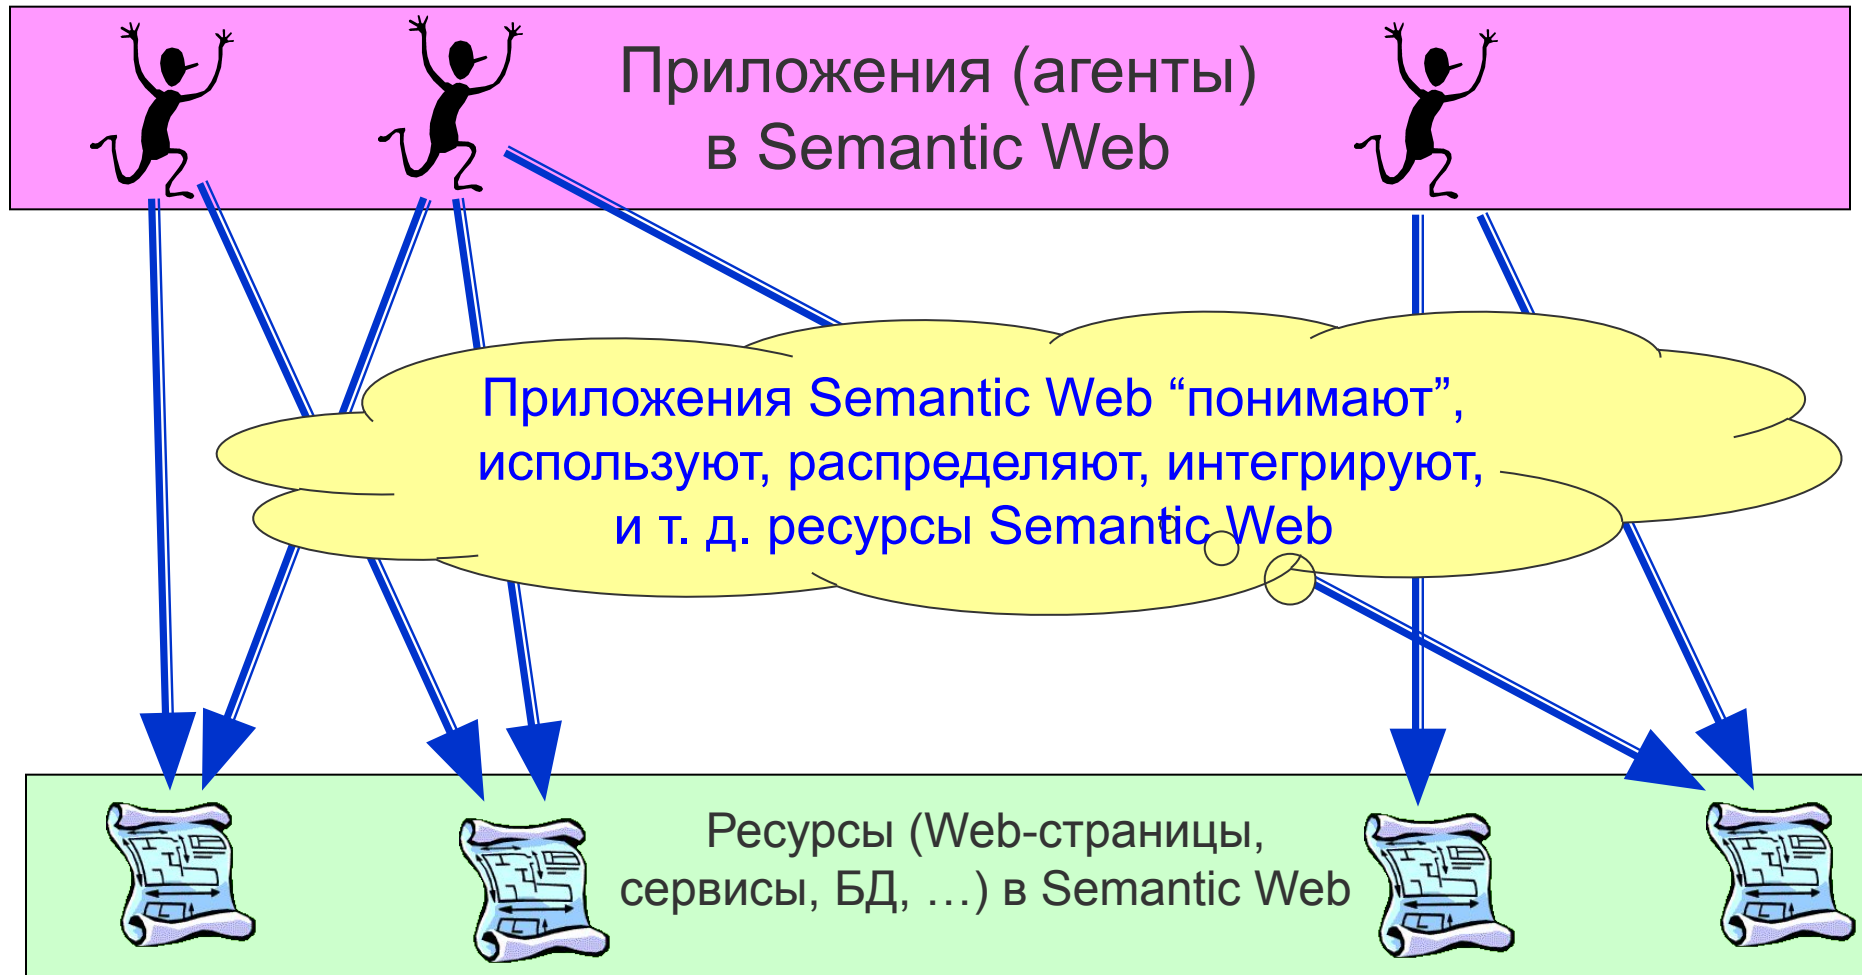 Приложения (агенты)
в Semantic Web
Приложения Semantic Web “понимают”,
используют, распределяют, интегрируют,
и т. д. ресурсы Semantic Web
Ресурсы (Web-страницы,
сервисы, БД, …) в Semantic Web